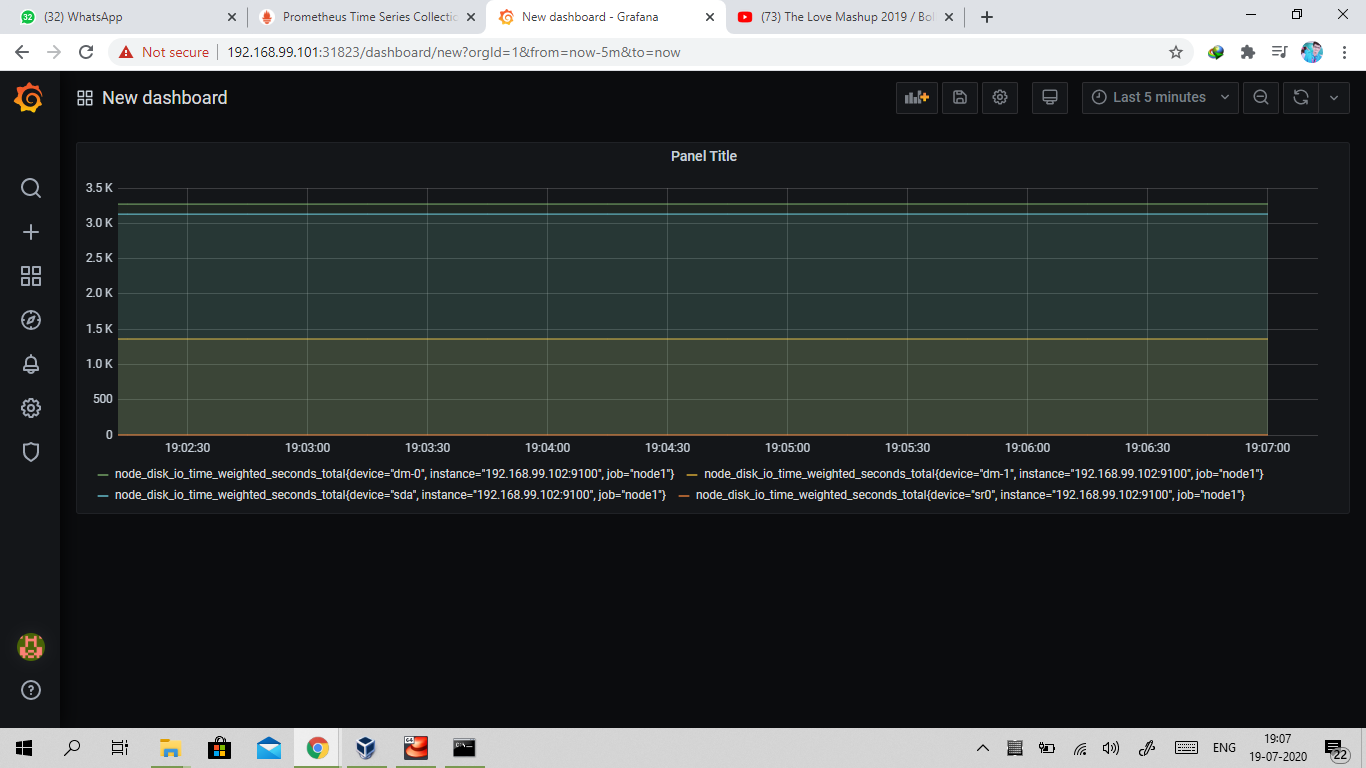 (32) WhatsApp
Prometheus Time Series Collectio
New dashboard - Grafana
(73) The Love Mashup 2019 / Bol
Not secure
192.168.99.101:31823/dashboard/new?orgId=1&from=now-5m&to=now
New dashboard
Last 5 minutes
Panel Title
3.5 K
3.0 K
2.5 K
2.0 K
1.5 K
1.0 K
500
0
19:02:30 19:03:00 19:03:30 19:04:00 19:04:30 19:05:00 19:05:30 19:06:00 19:06:30 19:07:00
node_disk_io_time_weighted_seconds_total{device="dm-0", instance="192.168.99.102:9100", job="node1"}
node_disk_io_time_weighted_seconds_total{device="dm-1", instance="192.168.99.102:9100", job="node1"}
node_disk_io_time_weighted_seconds_total{device="sda", instance="192.168.99.102:9100", job="node1"}
node_disk_io_time_weighted_seconds_total{device="sr0", instance="192.168.99.102:9100", job="node1"}
ENG
19:07
19-07-2020
22